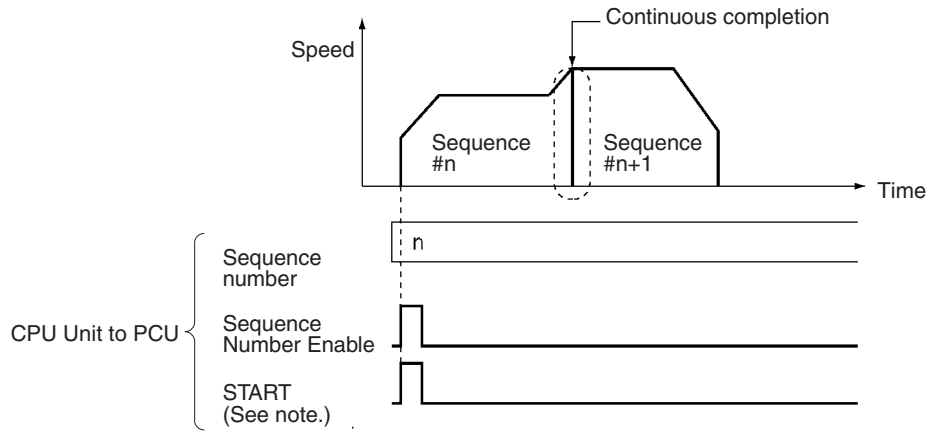 Continuous completion
Speed
Sequence
#n
Sequence
#n+1
Time
n
Sequence
number
CPU Unit to PCU
Sequence
Number Enable
START
(See note.)